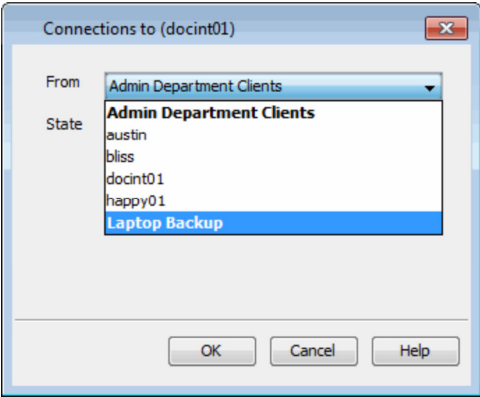 Connections to (docint01)
From
Admin Department Clients
State
Admin Department Clients
austin
bliss
docint01
happy01
Laptop Backup
OK
Cancel
Help